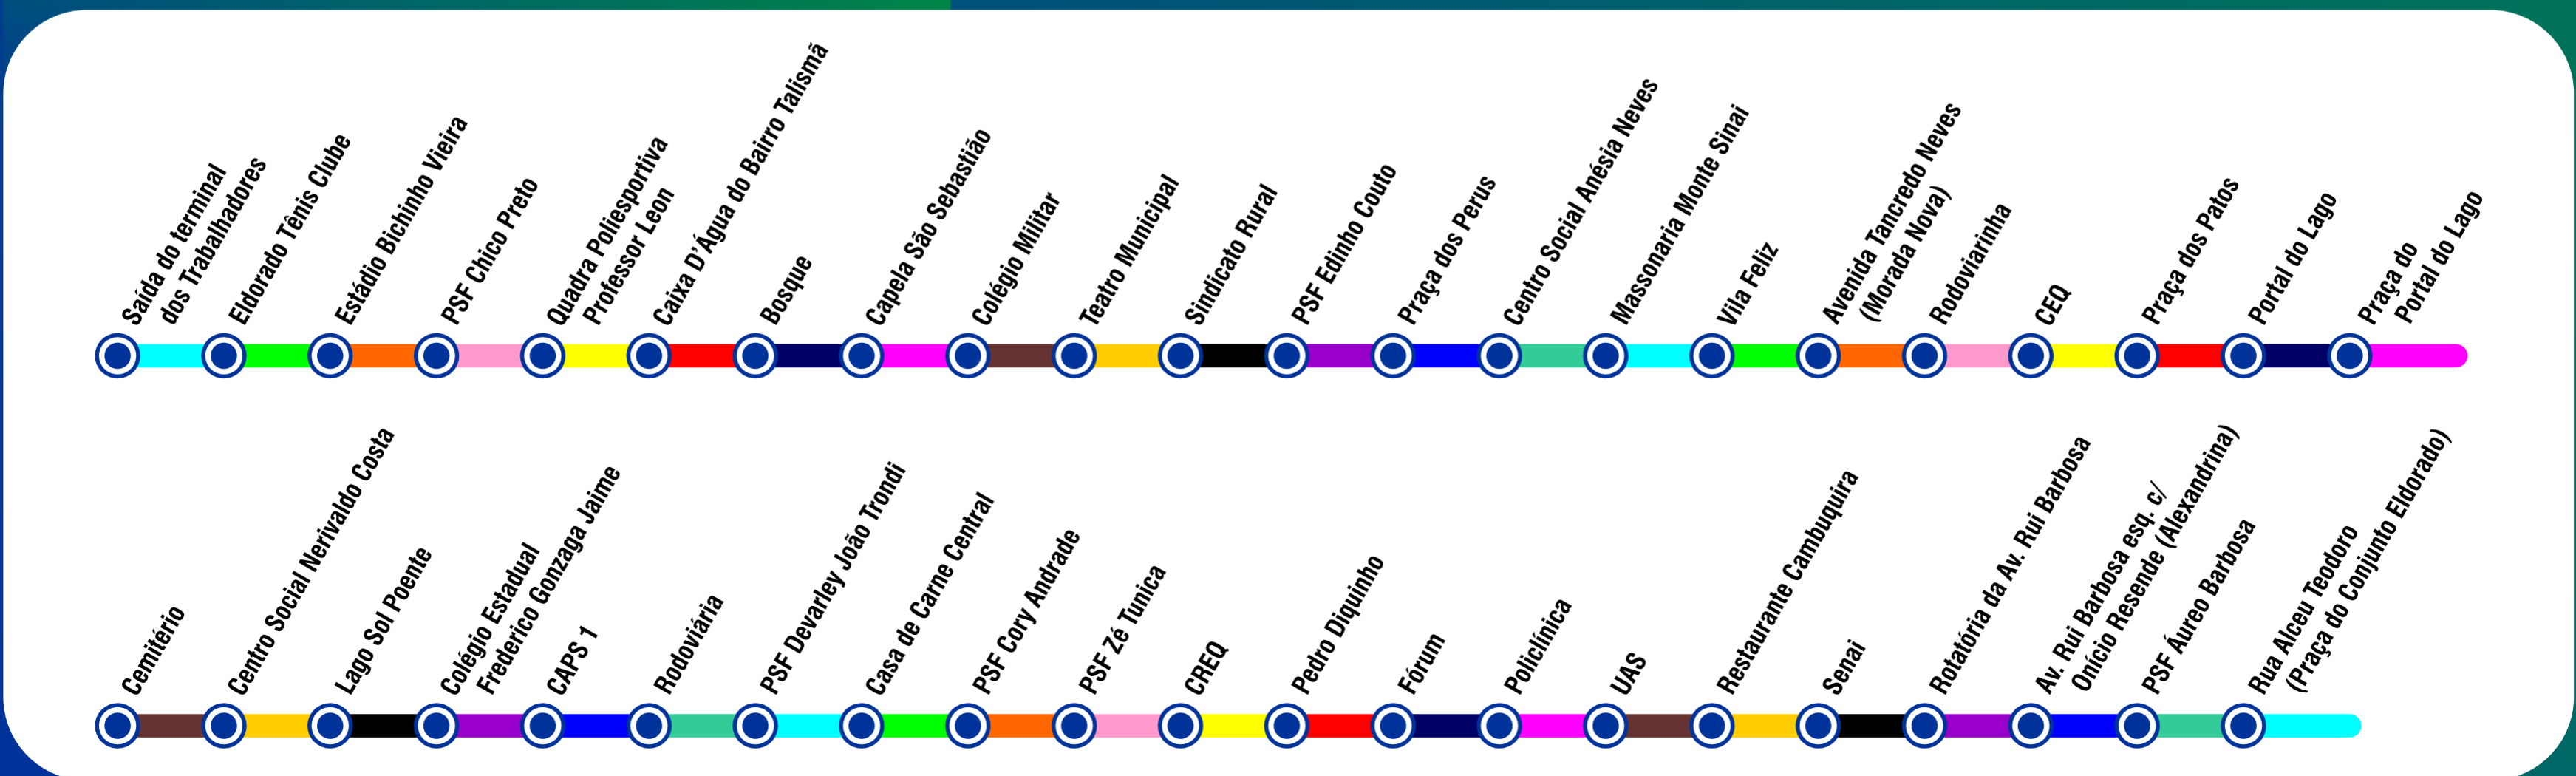 Saída do terminal
dos Trabalhadores
Eldorado Tênis Clube
Estádio Bichinho Vieira
PSF Chico Preto
Quadra Poliesportiva
Professor Leon
Caixa D'Água do Bairro Talismã
Bosque
Capela São Sebastião
Colégio Militar
Teatro Municipal
Sindicato Rural
PSF Edinho Couto
Praça dos Perus
Centro Social Anésia Neves
Massonaria Monte Sinai
Vila Feliz
Avenida Tancredo Neves
(Morada Nova)
Rodoviarinha
CEQ
Praça dos Patos
Portal do Lago
Praça do
Portal do Lago
Cemitério
Centro Social Nerivaldo Costa
Lago Sol Poente
Colégio Estadual
Frederico Gonzaga Jaime
CAPS 1
Rodoviária
PSF Devarley João Trondi
Casa de Carne Central
PSF Cory Andrade
PSF Zé Tunica
CREQ
Pedro Diquinho
Fórum
Policlínica
UAS
Restaurante Cambuquira
Senai
Rotatória da Av. Rui Barbosa
Av. Rui Barbosa esq. c/
Onício Resende (Alexandrina)
PSF Áureo Barbosa
Rua Alceu Teodoro
(Praça do Conjunto Eldorado)